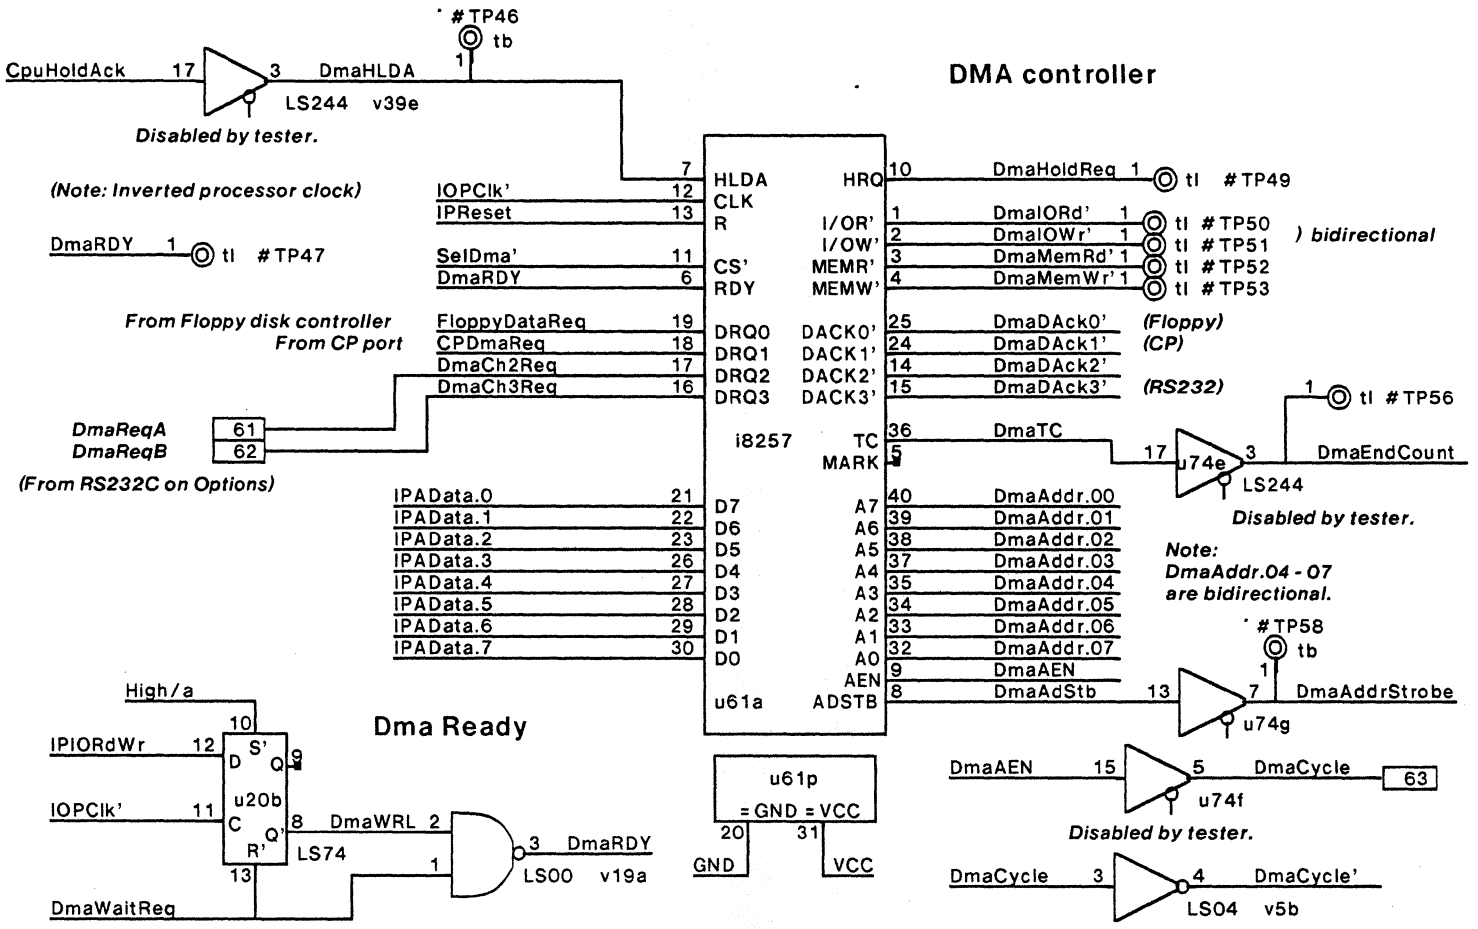 #TP46
tb
1
CpuHoldAck 17 3 DmaHLDA
LS244 v39e
Disabled by tester.
DMA controller
(Note: Inverted processor clock)
7 HLDA HRQ 10 DmaHoldReq 1 tl #TP49
IOPClk' 12 CLK
IPReset 13 R I/OR' 1 DmaIORd' 1 tl #TP50
I/OW' 2 DmaIOWr' 1 tl #TP51 ) bidirectional
DmaRDY 1 tl #TP47
SelDma' 11 CS' MEMR' 3 DmaMemRd' 1 tl #TP52
DmaRDY 6 RDY MEMW' 4 DmaMemWr' 1 tl #TP53
From Floppy disk controller FloppyDataReq 19 DRQ0 DACK0' 25 DmaDAck0' (Floppy)
From CP port CPDmaReq 18 DRQ1 DACK1' 24 DmaDAck1' (CP)
DmaCh2Req 17 DRQ2 DACK2' 14 DmaDAck2'
DmaCh3Req 16 DRQ3 DACK3' 15 DmaDAck3' (RS232)
1 tl #TP56
DmaReqA 61
DmaReqB 62
(From RS232C on Options)
i8257 TC 36 DmaTC 17 u74e 3 DmaEndCount
MARK 5
LS244
Disabled by tester.
IPAData.0 21 D7 A7 40 DmaAddr.00
IPAData.1 22 D6 A6 39 DmaAddr.01
IPAData.2 23 D5 A5 38 DmaAddr.02
IPAData.3 26 D4 A4 37 DmaAddr.03
IPAData.4 27 D3 A3 35 DmaAddr.04
IPAData.5 28 D2 A2 34 DmaAddr.05
IPAData.6 29 D1 A1 33 DmaAddr.06
IPAData.7 30 D0 A0 32 DmaAddr.07
Note:
DmaAddr.04 - 07
are bidirectional.
#TP58
tb
1
AEN 9 DmaAEN
u61a ADSTB 8 DmaAdStb 13 7 DmaAddrStrobe
u74g
High/a
Dma Ready
10
IPIORdWr 12 D S' Q 9
u20b
IOPClk' 11 C Q' 8 DmaWRL 2
R' LS74
13
1
3 DmaRDY
LS00 v19a
DmaWaitReq
u61p
=GND =VCC
20 31
GND VCC
DmaAEN 15 5 DmaCycle 63
u74f
Disabled by tester.
DmaCycle 3 4 DmaCycle'
LS04 v5b